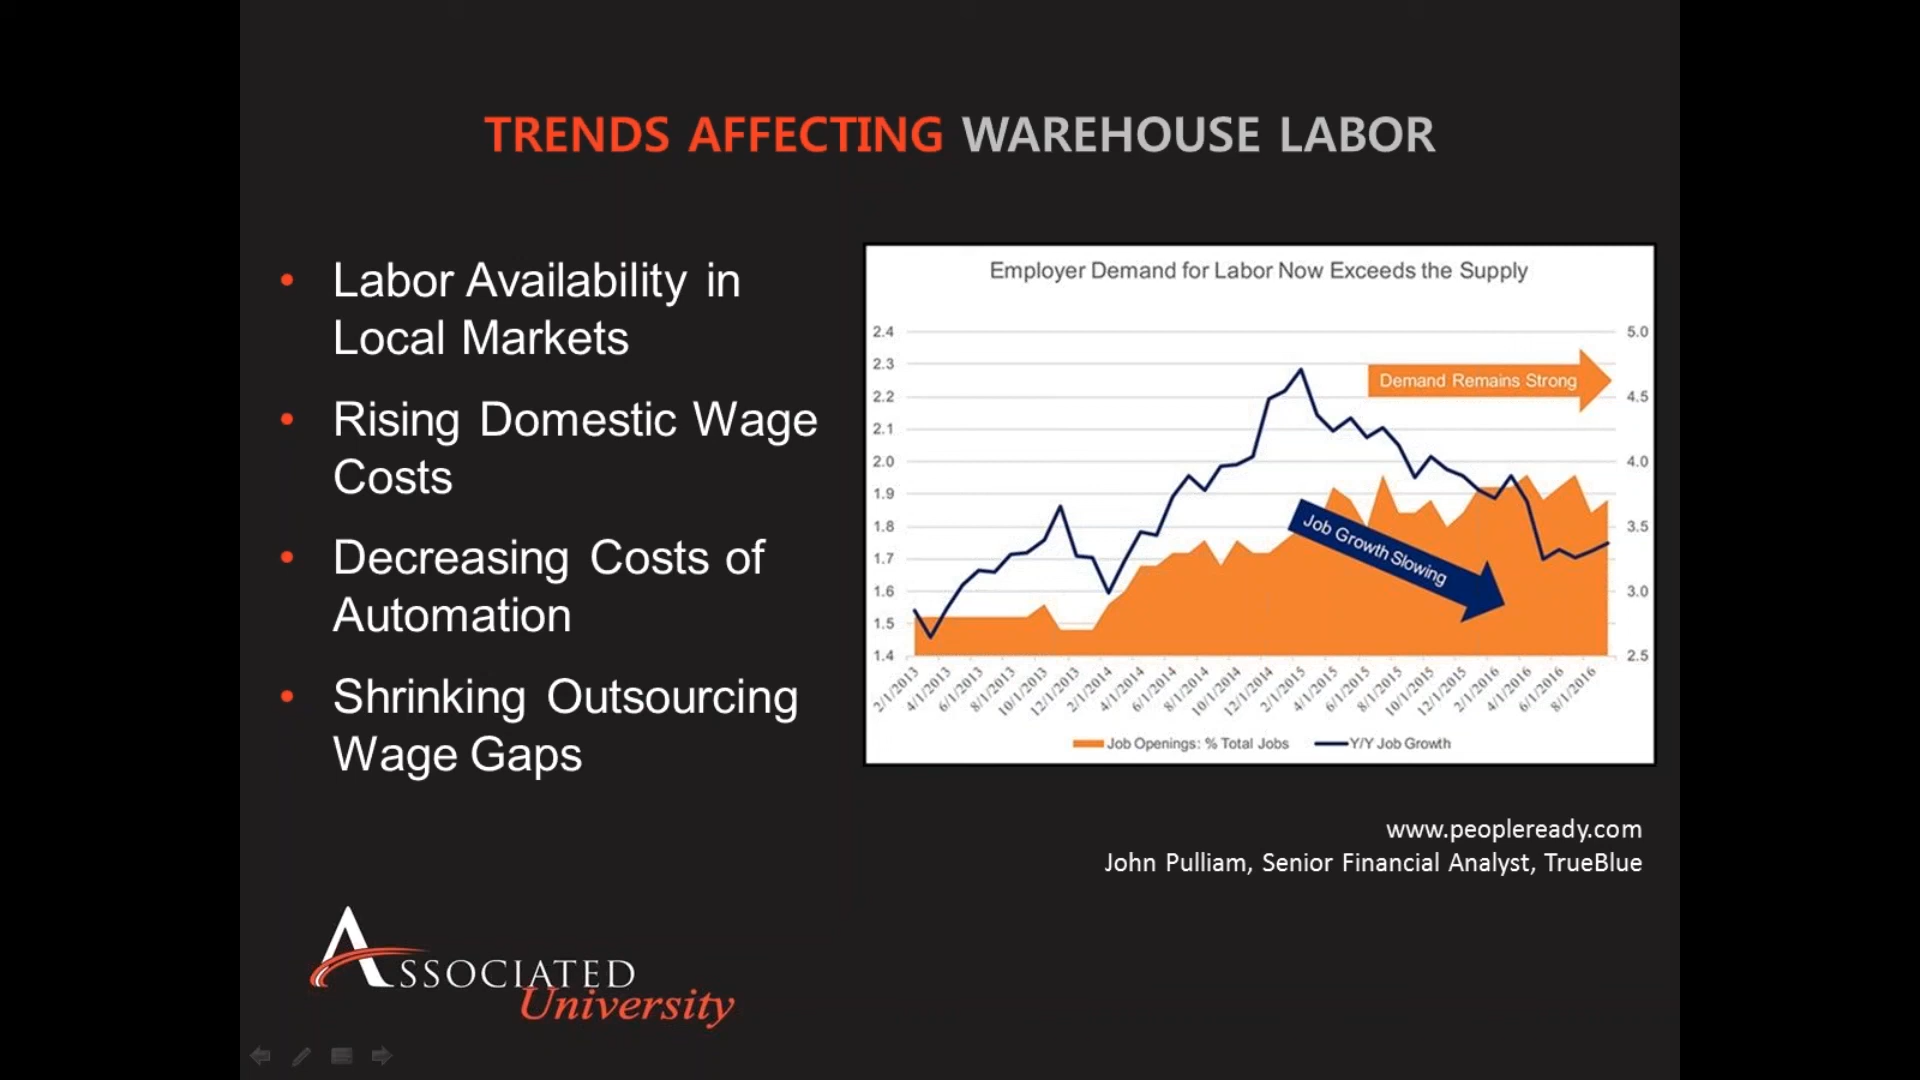 TRENDS AFFECTING WAREHOUSE LABOR
• Labor Availability in
Local Markets
• Rising Domestic Wage
Costs
• Decreasing Costs of
Automation
• Shrinking Outsourcing
Wage Gaps
Employer Demand for Labor Now Exceeds the Supply
2.4
2.3
2.2
2.1
2.0
1.9
1.8
1.7
1.6
1.5
1.4
5.0
4.5
4.0
3.5
3.0
2.5
Demand Remains Strong
Job Growth Slowing
2/1/2013
4/1/2013
6/1/2013
8/1/2013
10/1/2013
12/1/2013
2/1/2014
4/1/2014
6/1/2014
8/1/2014
10/1/2014
12/1/2014
2/1/2015
4/1/2015
6/1/2015
8/1/2015
10/1/2015
12/1/2015
2/1/2016
4/1/2016
6/1/2016
8/1/2016
Job Openings: % Total Jobs Y/Y Job Growth
www.peopleready.com
John Pulliam, Senior Financial Analyst, TrueBlue
ASSOCIATED
University